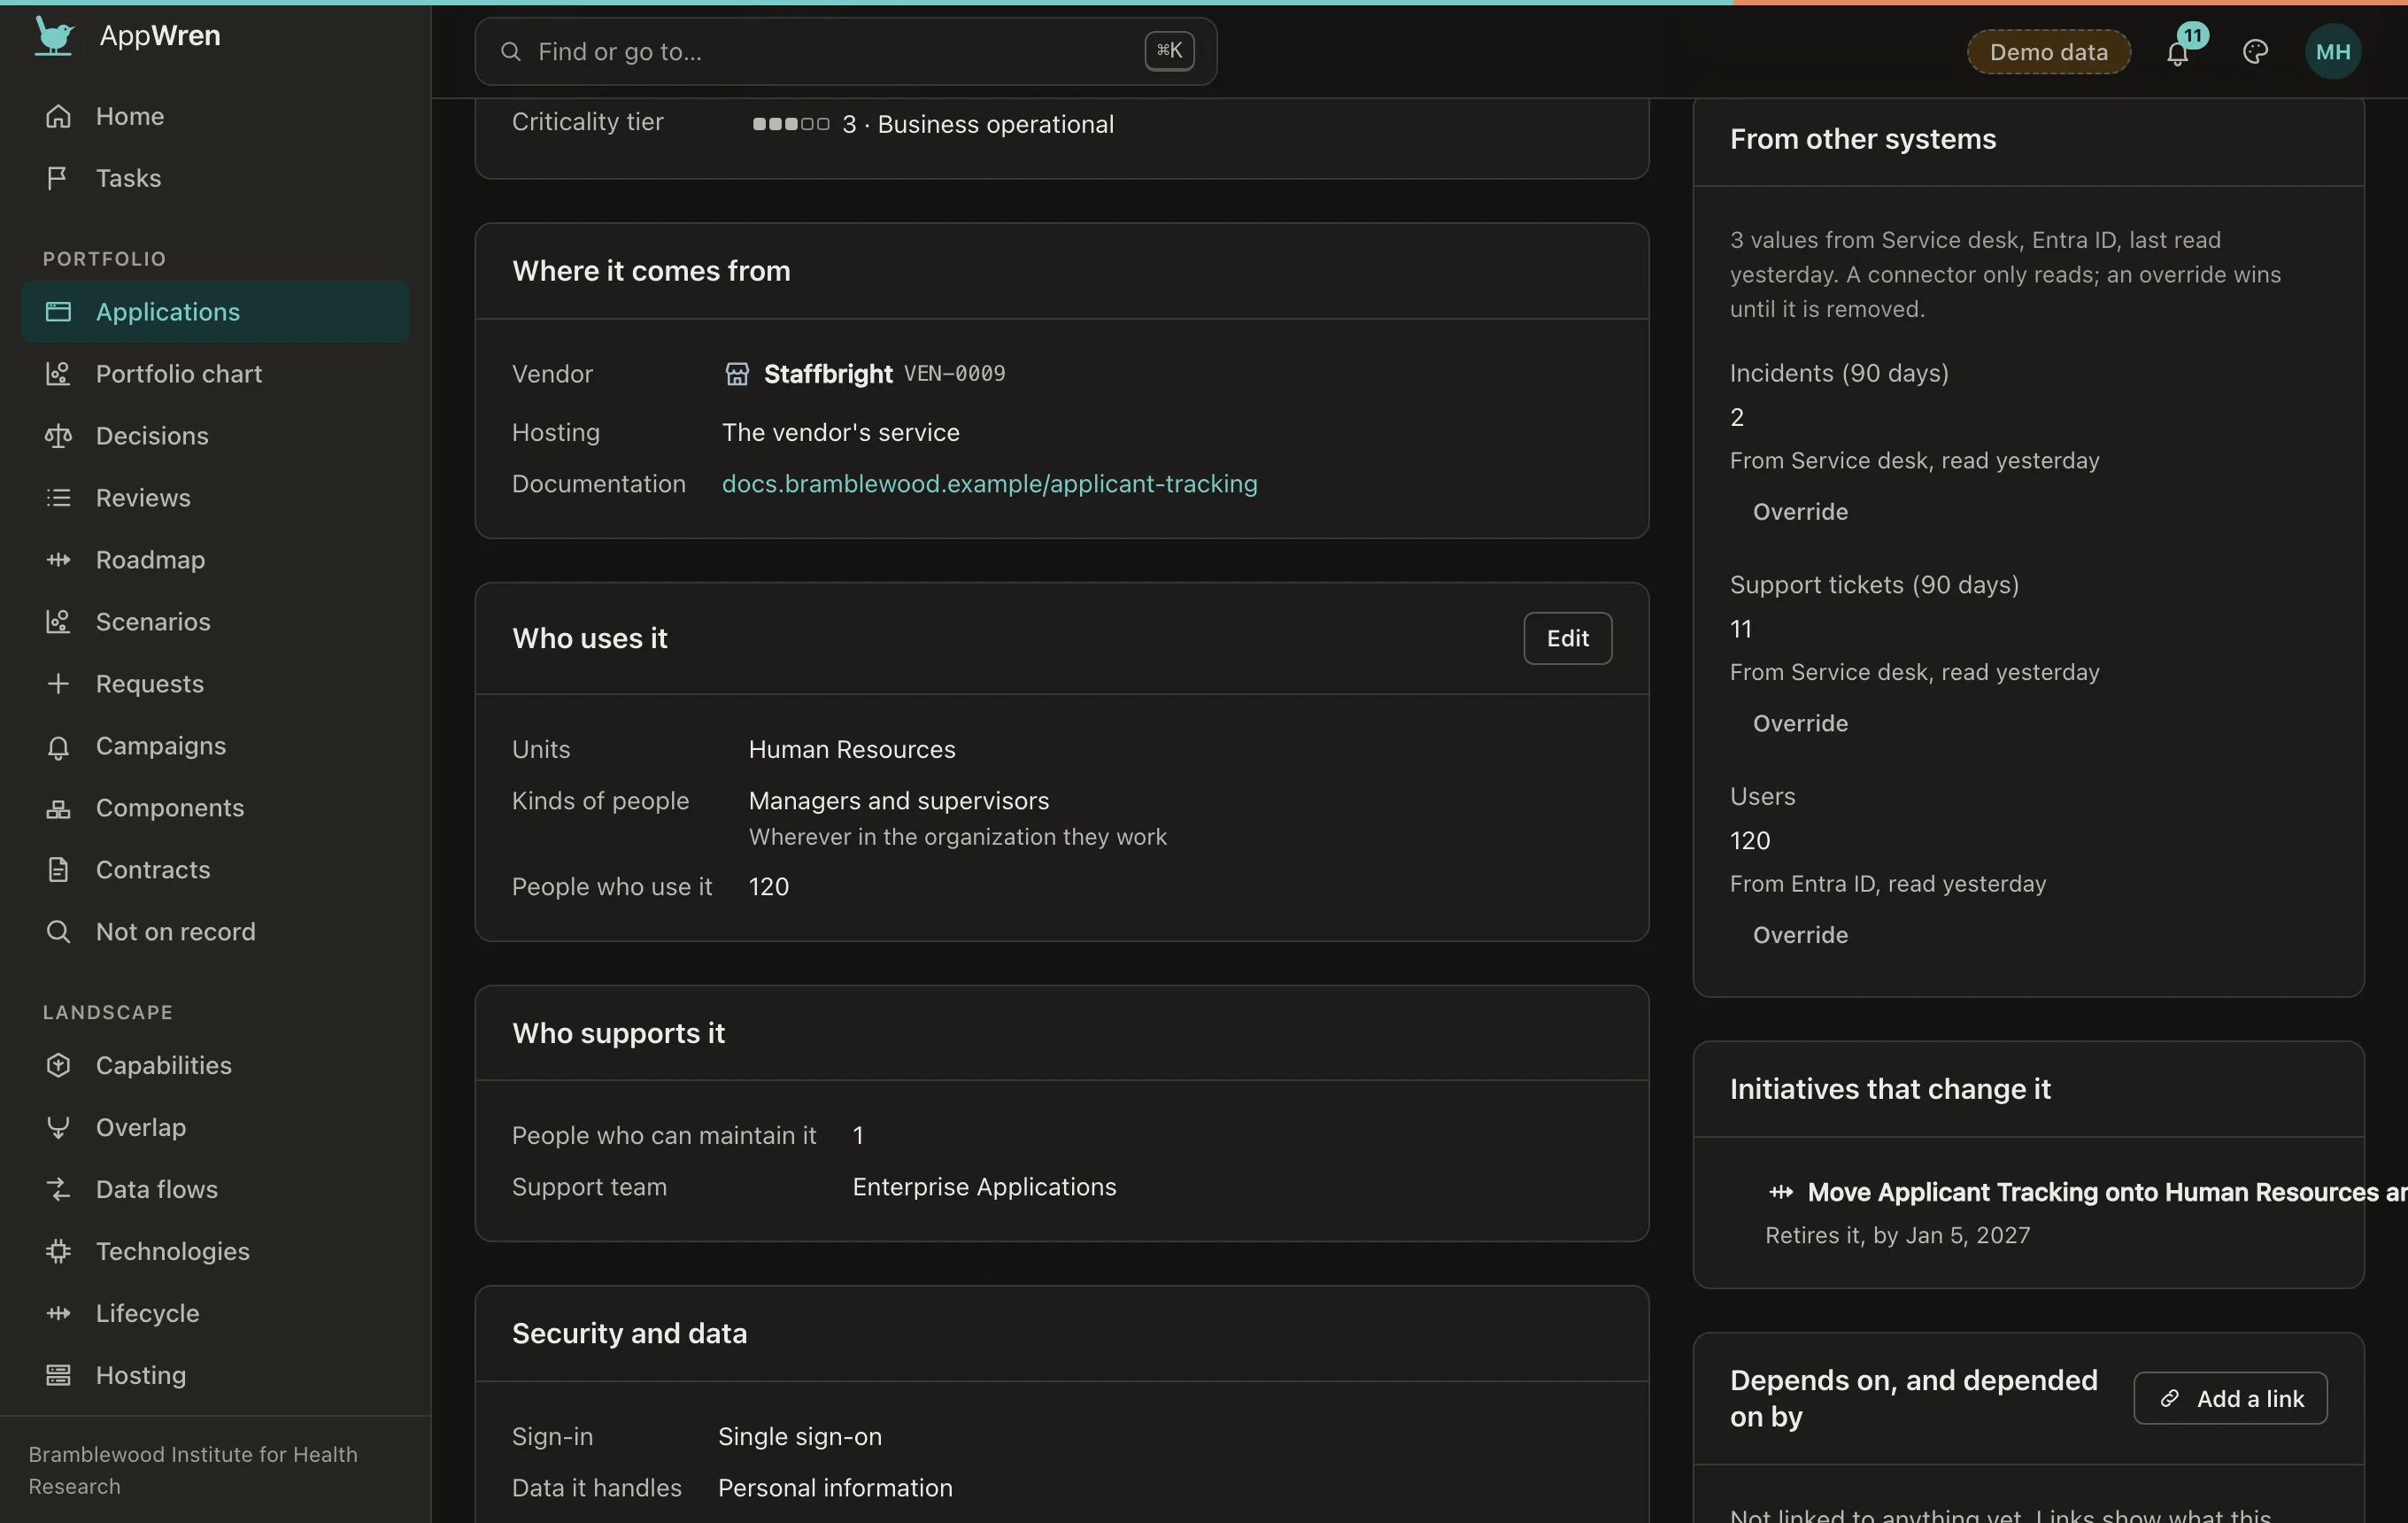 AppWren
Find or go to...
⌘K
Demo data
11
MH
Home
Tasks
PORTFOLIO
Applications
Portfolio chart
Decisions
Reviews
Roadmap
Scenarios
Requests
Campaigns
Components
Contracts
Not on record
LANDSCAPE
Capabilities
Overlap
Data flows
Technologies
Lifecycle
Hosting
Bramblewood Institute for Health
Research
Criticality tier 3 · Business operational
Where it comes from
Vendor Staffbright VEN-0009
Hosting The vendor's service
Documentation docs.bramblewood.example/applicant-tracking
Who uses it
Edit
Units Human Resources
Kinds of people Managers and supervisors
Wherever in the organization they work
People who use it 120
Who supports it
People who can maintain it 1
Support team Enterprise Applications
Security and data
Sign-in Single sign-on
Data it handles Personal information
From other systems
3 values from Service desk, Entra ID, last read
yesterday. A connector only reads; an override wins
until it is removed.
Incidents (90 days)
2
From Service desk, read yesterday
Override
Support tickets (90 days)
11
From Service desk, read yesterday
Override
Users
120
From Entra ID, read yesterday
Override
Initiatives that change it
Move Applicant Tracking onto Human Resources
Retires it, by Jan 5, 2027
Depends on, and depended
on by
Add a link
Not linked to anything yet. Links show what this